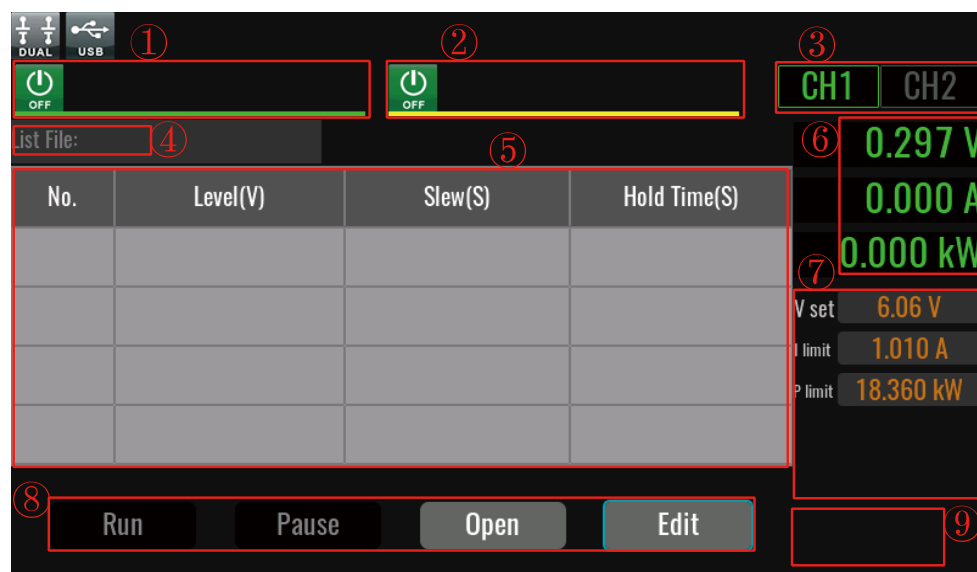 DUAL USB ① ② ③
OFF OFF CH1 CH2
List File: ④ ⑤ ⑥ 0.297 V
No. Level(V) Slew(S) Hold Time(S) 0.000 A
0.000 kW
⑦
V set 6.06 V
I limit 1.010 A
P limit 18.360 kW
⑧ Run Pause Open Edit ⑨